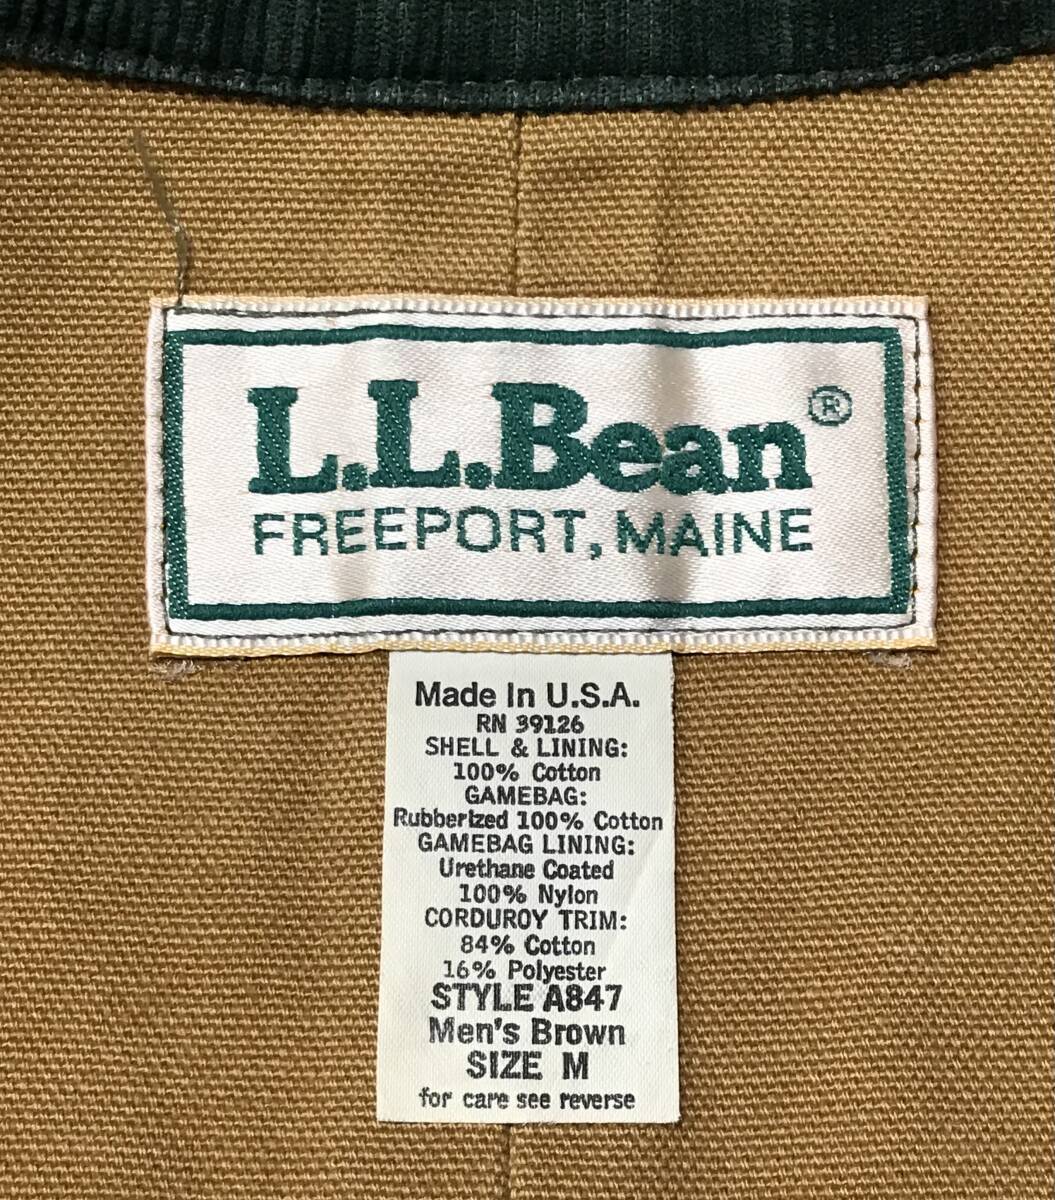 L.L.Bean®
FREEPORT, MAINE
Made In U.S.A.
RN 39126
SHELL & LINING:
100% Cotton
GAMEBAG:
Rubberized 100% Cotton
GAMEBAG LINING:
Urethane Coated
100% Nylon
CORDUROY TRIM:
84% Cotton
16% Polyester
STYLE A847
Men's Brown
SIZE M
for care see reverse